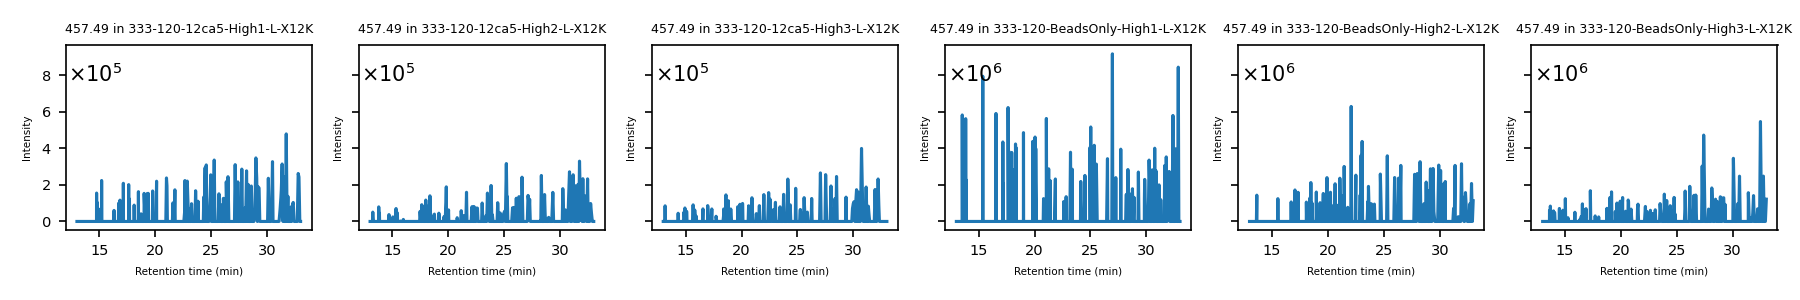 457.49 in 333-120-12ca5-High1-L-X12K
457.49 in 333-120-12ca5-High2-L-X12K
457.49 in 333-120-12ca5-High3-L-X12K
457.49 in 333-120-BeadsOnly-High1-L-X12K
457.49 in 333-120-BeadsOnly-High2-L-X12K
457.49 in 333-120-BeadsOnly-High3-L-X12K
×10⁵
×10⁵
×10⁵
×10⁶
×10⁶
×10⁶
8
6
4
2
0
Intensity
Intensity
Intensity
Intensity
Intensity
Intensity
15 20 25 30
15 20 25 30
15 20 25 30
15 20 25 30
15 20 25 30
15 20 25 30
Retention time (min)
Retention time (min)
Retention time (min)
Retention time (min)
Retention time (min)
Retention time (min)